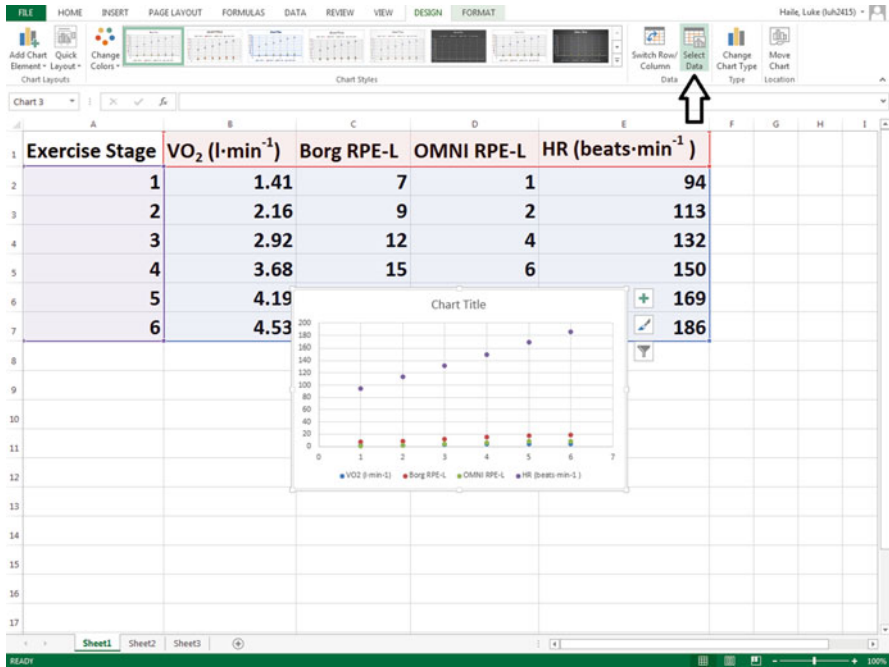 FILE HOME INSERT PAGE LAYOUT FORMULAS DATA REVIEW VIEW DESIGN FORMAT Haile, Luke (luh2415)
Add Chart Element Quick Layout Change Colors Switch Row/ Column Select Data Change Chart Type Move Chart
Chart Layouts Chart Styles Data Type Location
Chart 3 fx
A B C D E F G H I
1 Exercise Stage VO2 (l·min-1) Borg RPE-L OMNI RPE-L HR (beats·min-1 )
2 1 1.41 7 1 94
3 2 2.16 9 2 113
4 3 2.92 12 4 132
5 4 3.68 15 6 150
6 5 4.19 169
7 6 4.53 186
8
9
10
11
12
13
14
15
16
17
Chart Title
200
180
160
140
120
100
80
60
40
20
0
0 1 2 3 4 5 6 7
VO2 (l·min-1) Borg RPE-L OMNI RPE-L HR (beats·min-1 )
Sheet1 Sheet2 Sheet3
READY 100%